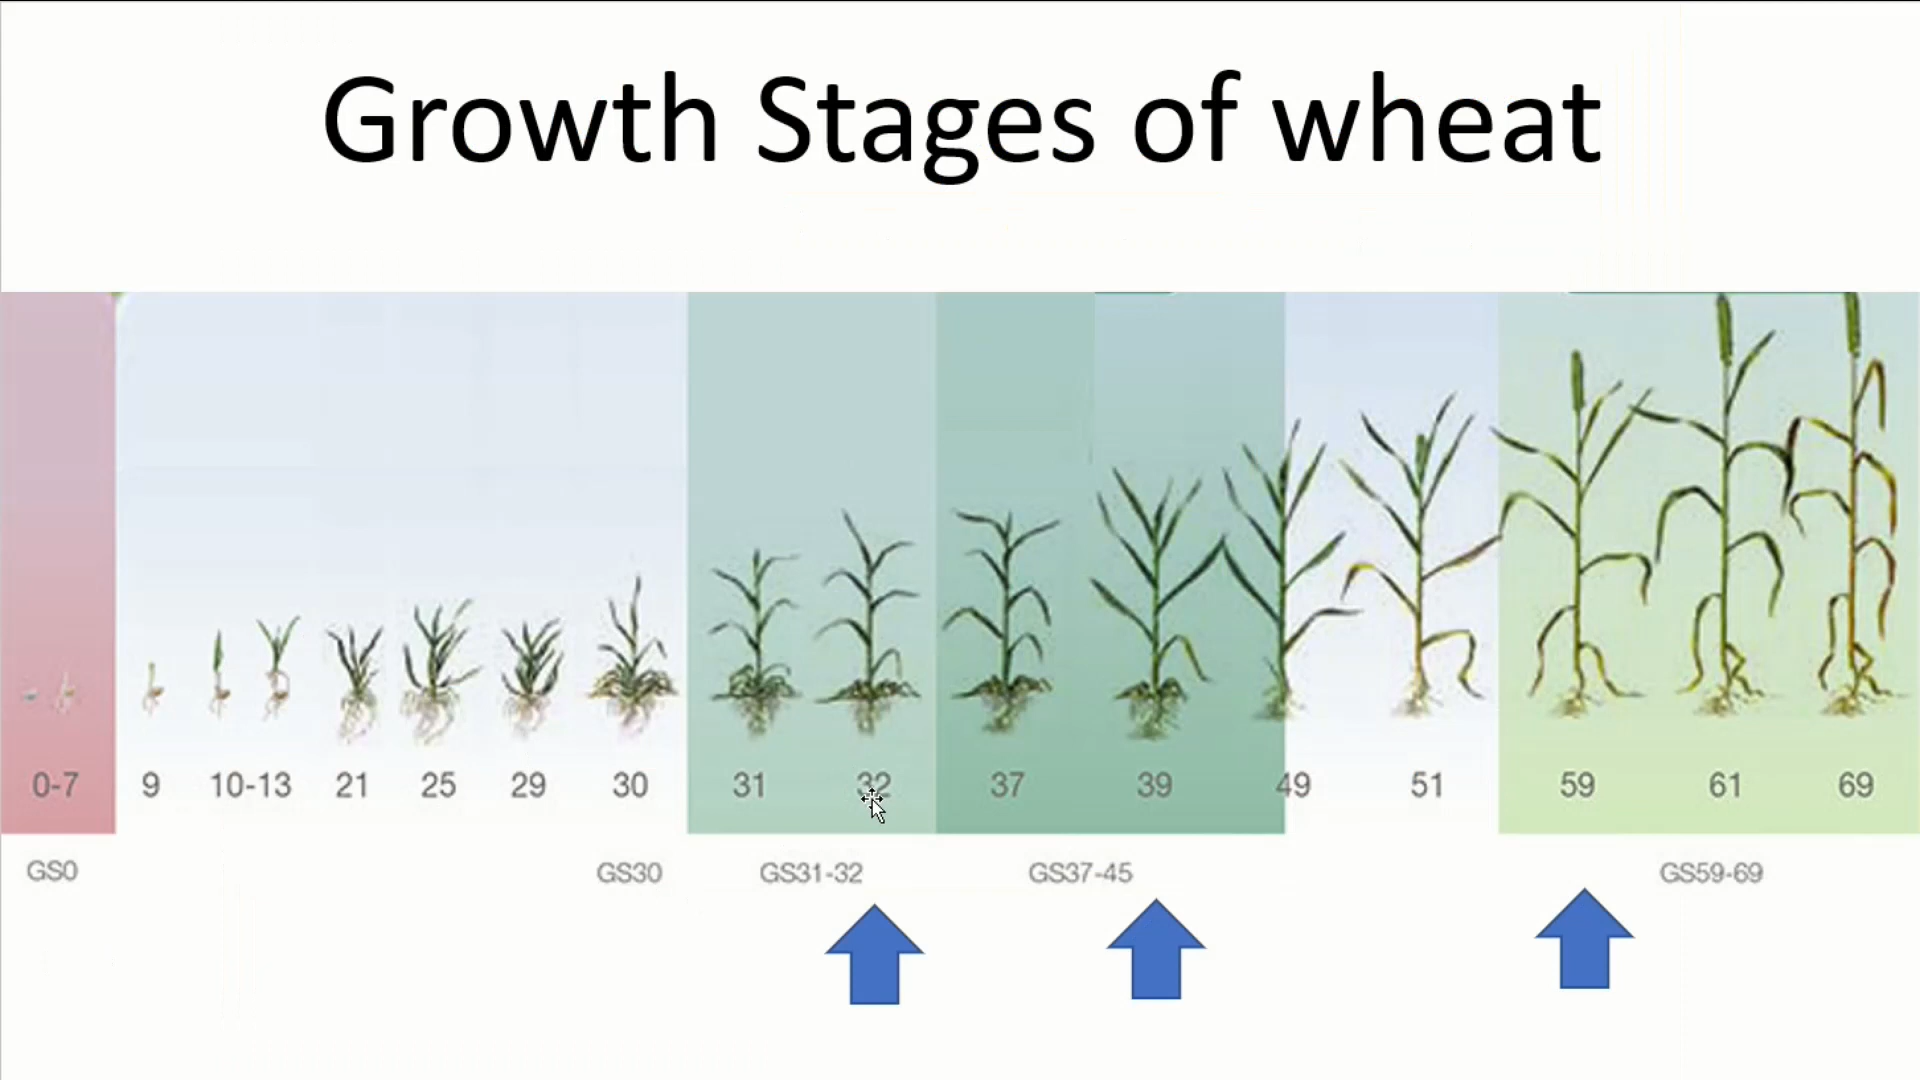 Growth Stages of wheat
0-7 9 10-13 21 25 29 30 31 32 37 39 49 51 59 61 69
GS0 GS30 GS31-32 GS37-45 GS59-69